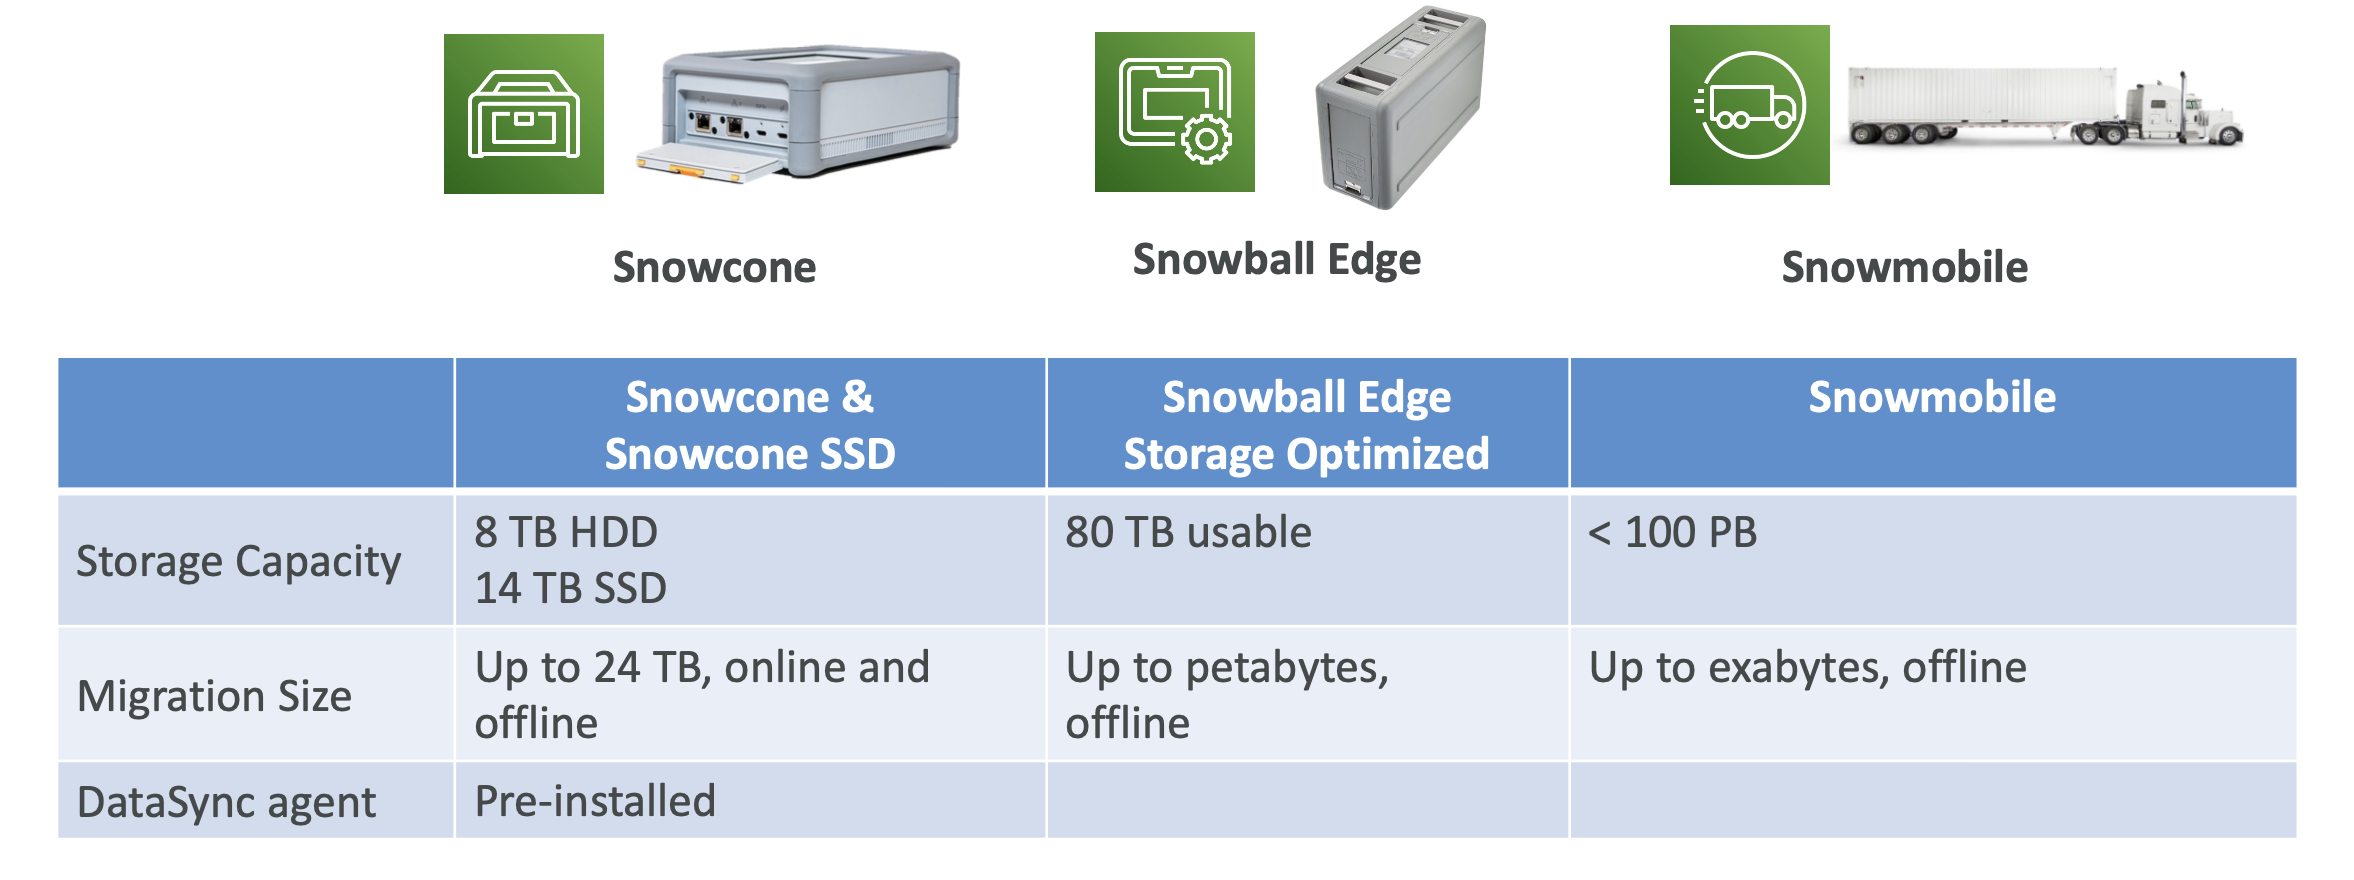 Snowcone
Snowball Edge
Snowmobile
Snowcone &
Snowcone SSD
Snowball Edge
Storage Optimized
Snowmobile
Storage Capacity
8 TB HDD
14 TB SSD
80 TB usable
< 100 PB
Migration Size
Up to 24 TB, online and
offline
Up to petabytes,
offline
Up to exabytes, offline
DataSync agent
Pre-installed